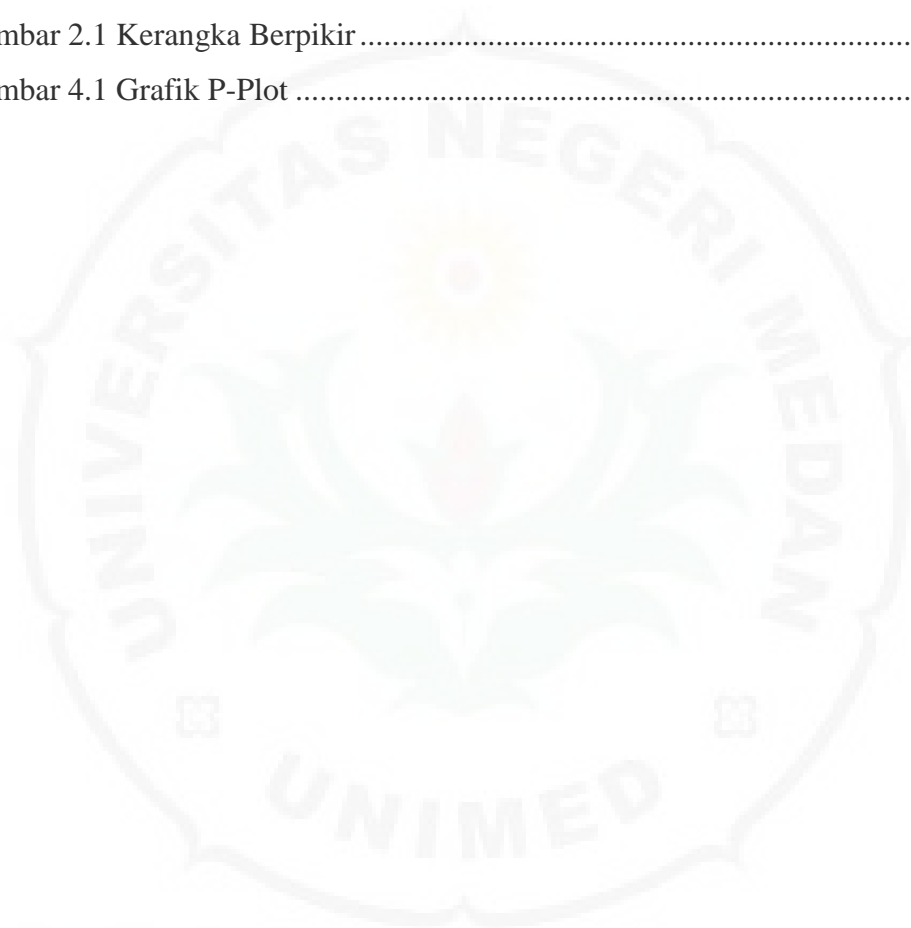 mbar 2.1 Kerangka Berpikir........................................................................
mbar 4.1 Grafik P-Plot ................................................................................
UNIVERSITAS NEGERI MEDAN
UNIMED